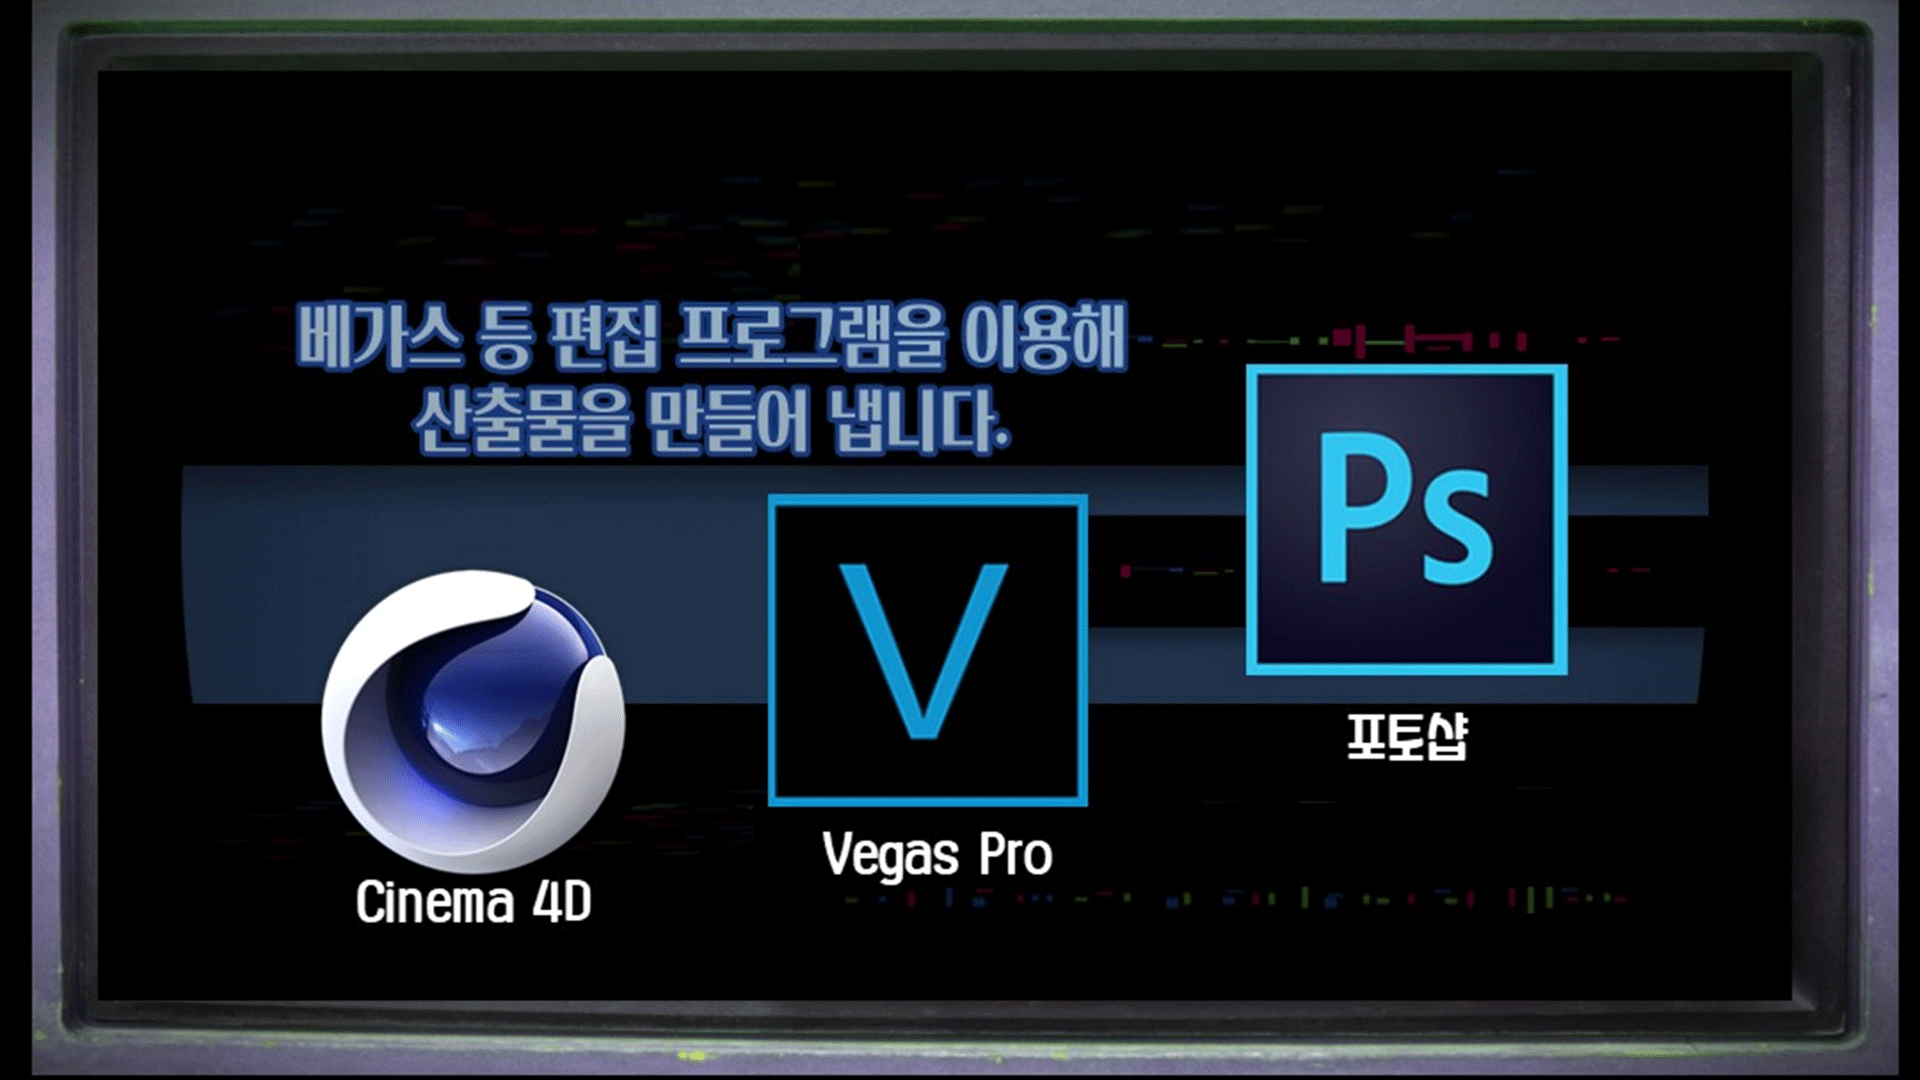 베가스 등 편집 프로그램을 이용해
산출물을 만들어 냅니다.
Ps
V
포토샵
Vegas Pro
Cinema 4D